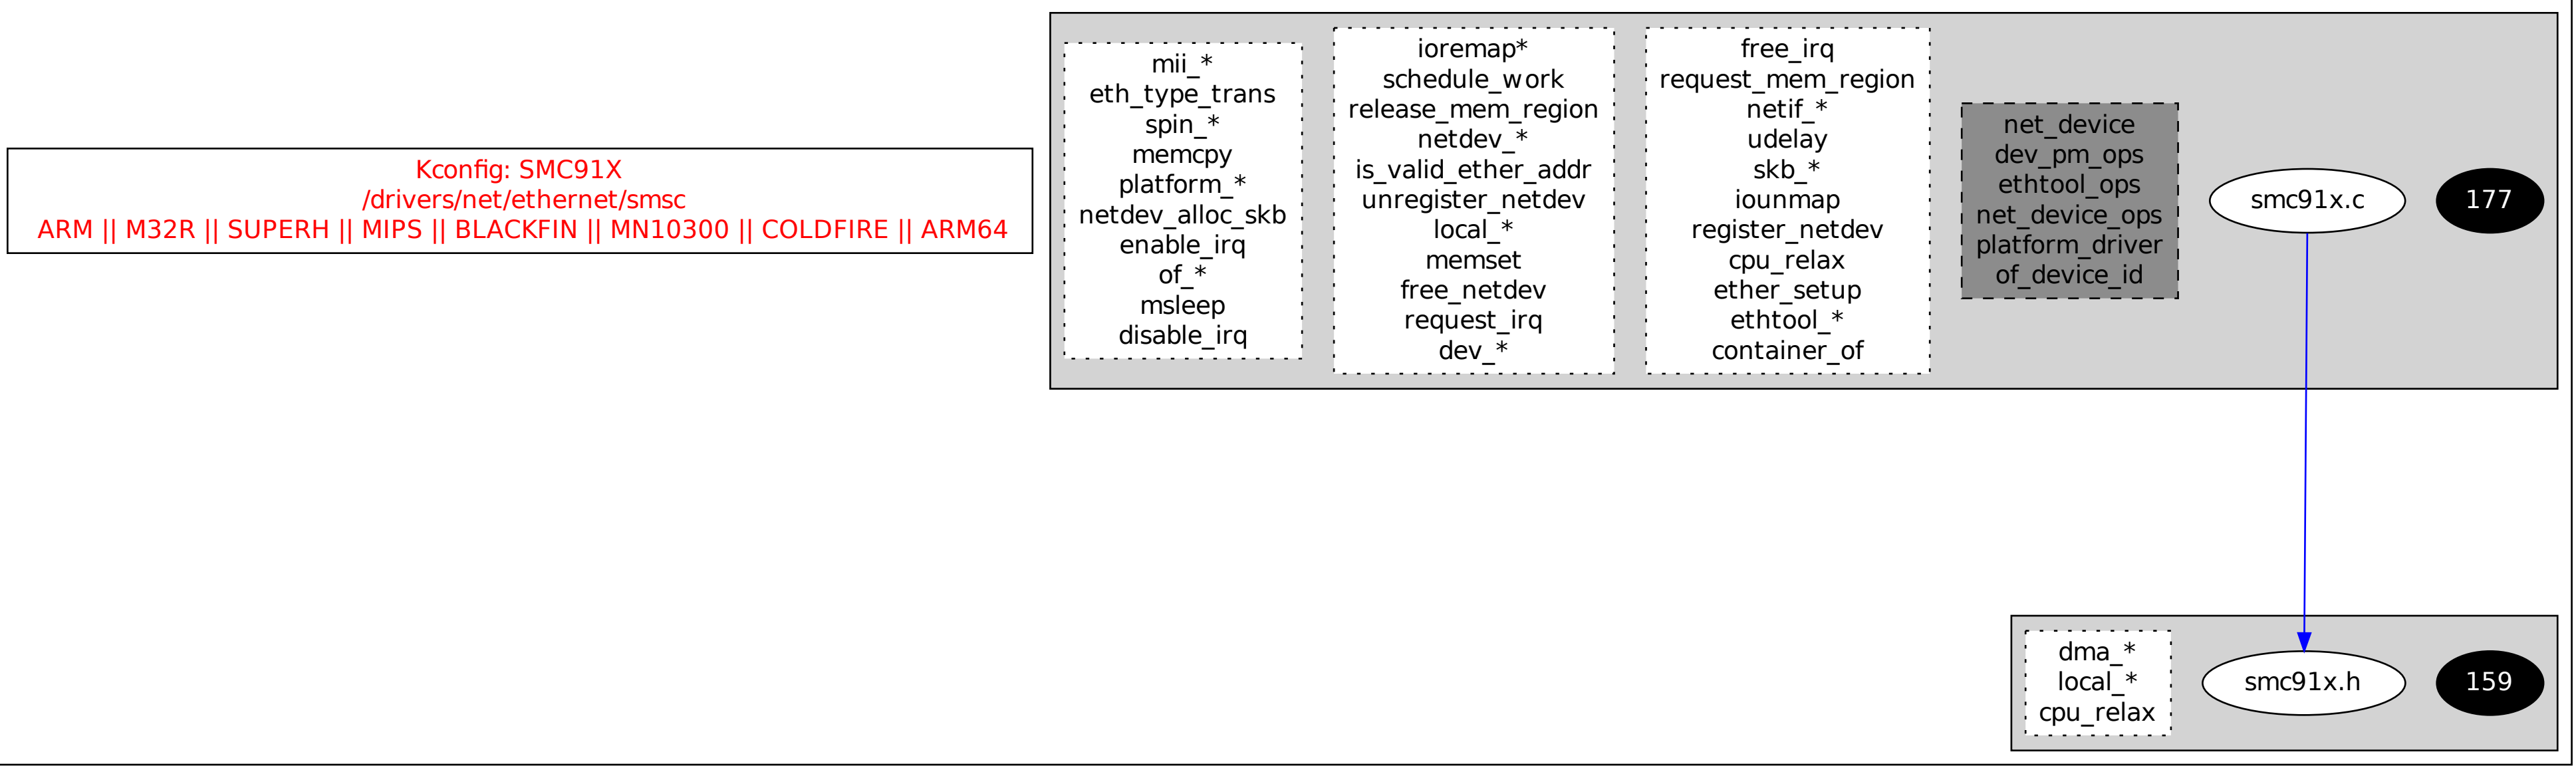 Kconfig: SMC91X
/drivers/net/ethernet/smsc
ARM || M32R || SUPERH || MIPS || BLACKFIN || MN10300 || COLDFIRE || ARM64
mii_*
eth_type_trans
spin_*
memcpy
platform_*
netdev_alloc_skb
enable_irq
of_*
msleep
disable_irq
ioremap*
schedule_work
release_mem_region
netdev_*
is_valid_ether_addr
unregister_netdev
local_*
memset
free_netdev
request_irq
dev_*
free_irq
request_mem_region
netif_*
udelay
skb_*
iounmap
register_netdev
cpu_relax
ether_setup
ethtool_*
container_of
net_device
dev_pm_ops
ethtool_ops
net_device_ops
platform_driver
of_device_id
smc91x.c
177
dma_*
local_*
cpu_relax
smc91x.h
159